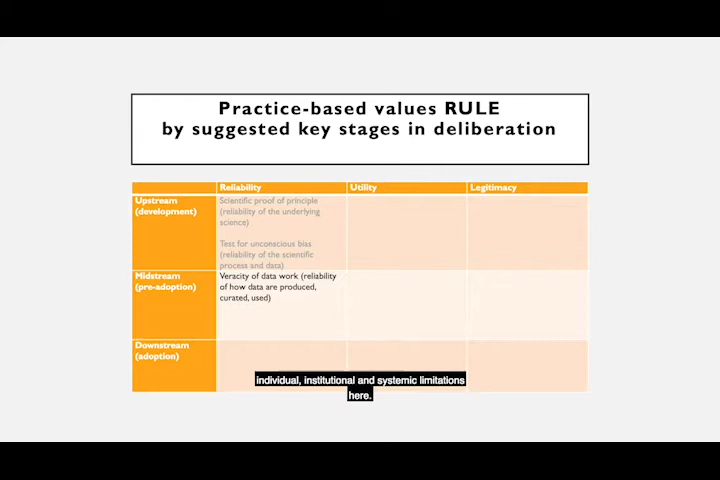 Practice-based values RULE
by suggested key stages in deliberation
Reliability
Utility
Legitimacy
Upstream
(development)
Scientific proof of principle
(reliability of the underlying
science)
Test for unconscious bias
(reliability of the scientific
process and data)
Midstream
(pre-adoption)
Veracity of data work (reliability
of how data are produced,
curated, used)
Downstream
(adoption)
individual, institutional and systemic limitations
here.